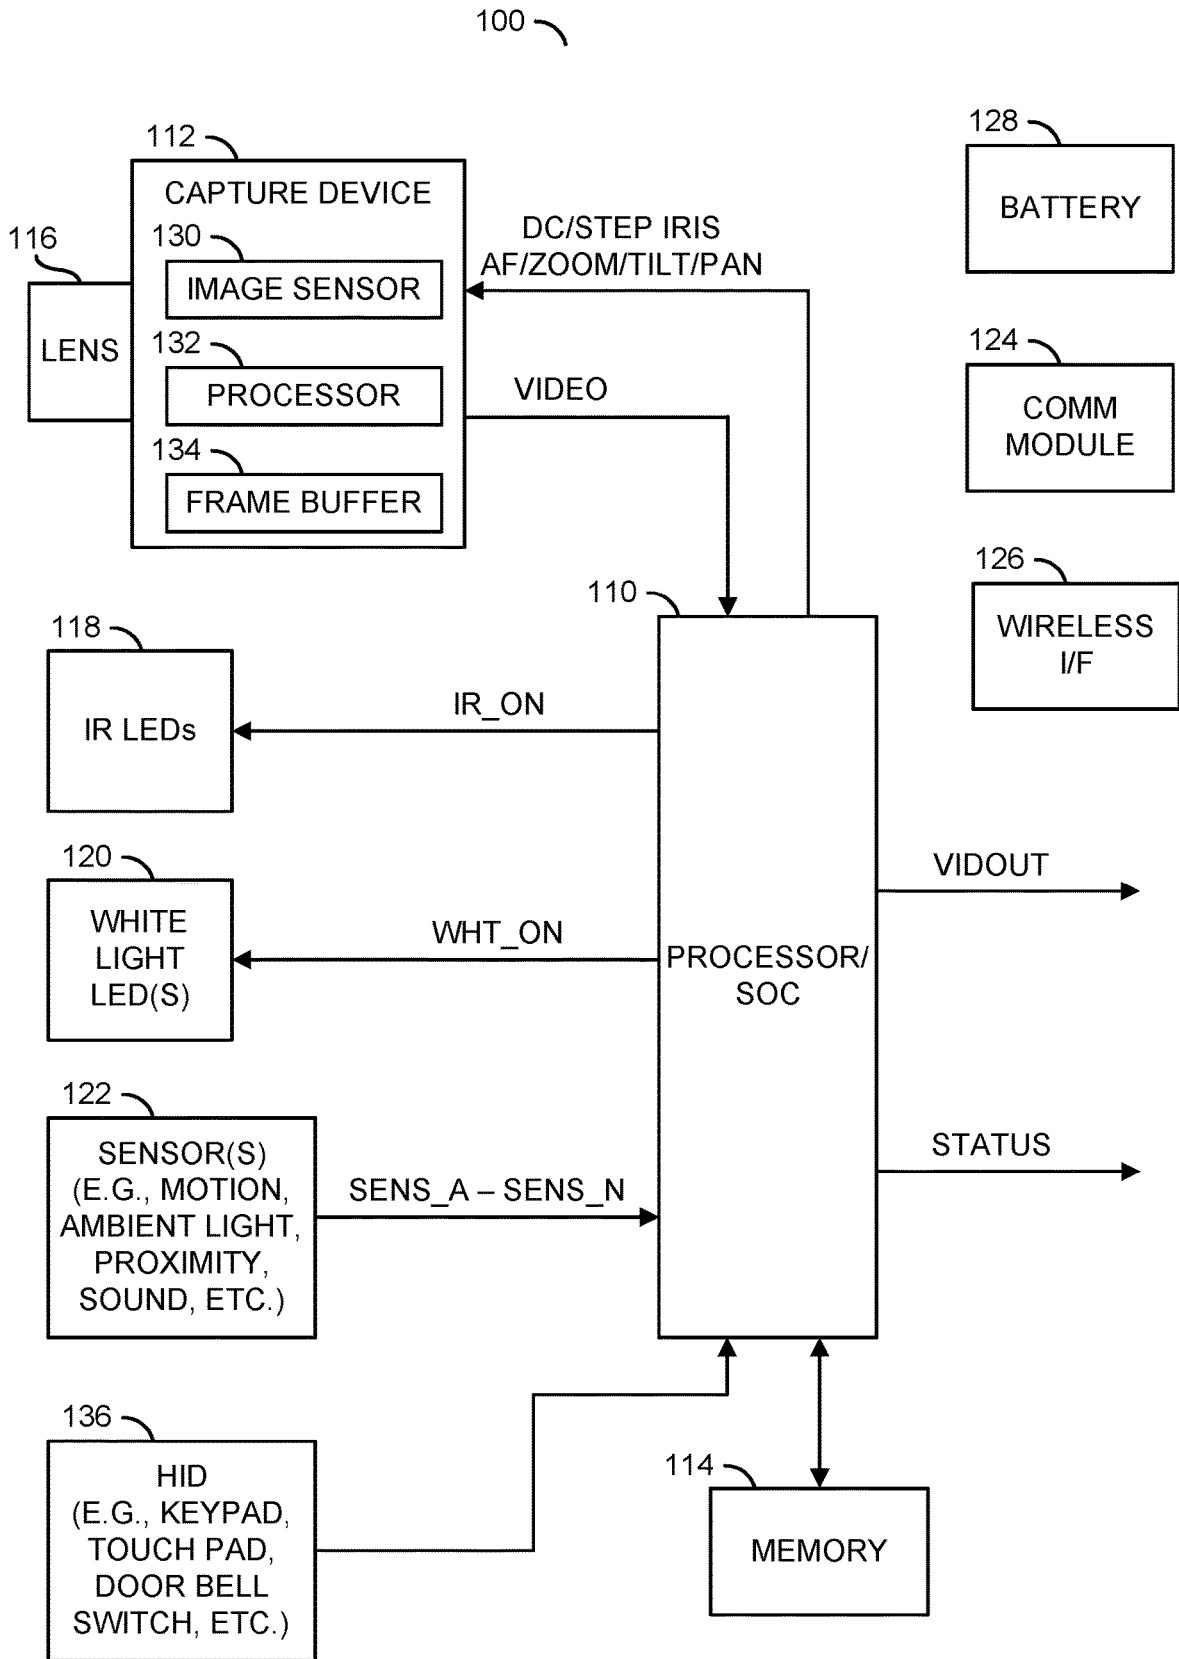 100
112
CAPTURE DEVICE
116
LENS
130
IMAGE SENSOR
132
PROCESSOR
134
FRAME BUFFER
DC/STEP IRIS
AF/ZOOM/TILT/PAN
VIDEO
128
BATTERY
124
COMM
MODULE
126
WIRELESS
I/F
110
PROCESSOR/
SOC
118
IR LEDs
IR_ON
120
WHITE
LIGHT
LED(S)
WHT_ON
VIDOUT
122
SENSOR(S)
(E.G., MOTION,
AMBIENT LIGHT,
PROXIMITY,
SOUND, ETC.)
SENS_A – SENS_N
STATUS
136
HID
(E.G., KEYPAD,
TOUCH PAD,
DOOR BELL
SWITCH, ETC.)
114
MEMORY